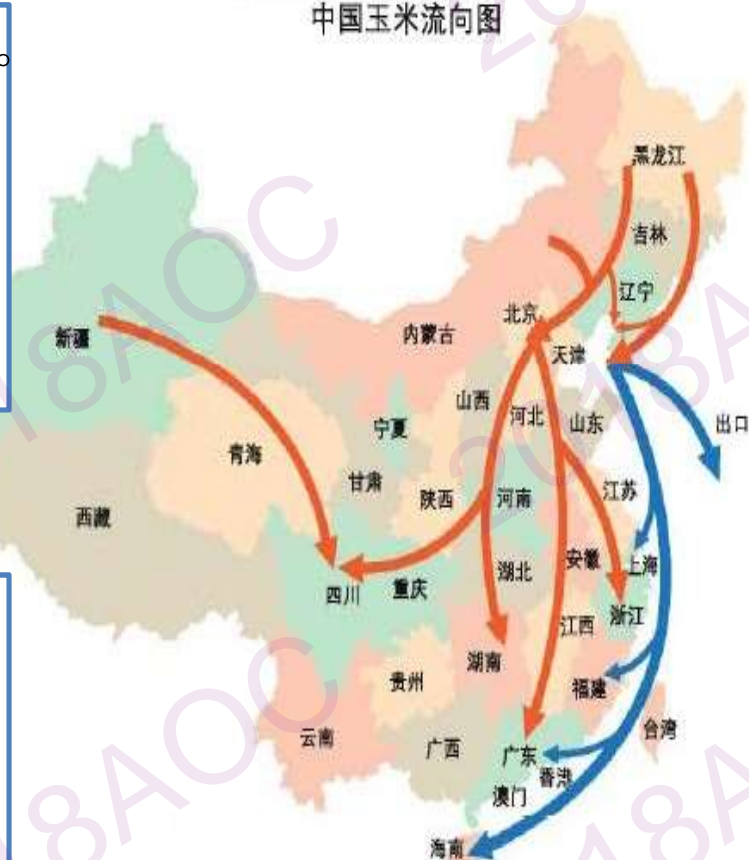 中国玉米流向图
黑龙江
吉林
辽宁
北京
内蒙古
天津
新疆
山西
河北
山东
出口
宁夏
青海
甘肃
陕西
河南
江苏
西藏
安徽
上海
湖北
四川
重庆
浙江
江西
湖南
贵州
福建
云南
广西
广东
台湾
香港
澳门
海南
2018AOC